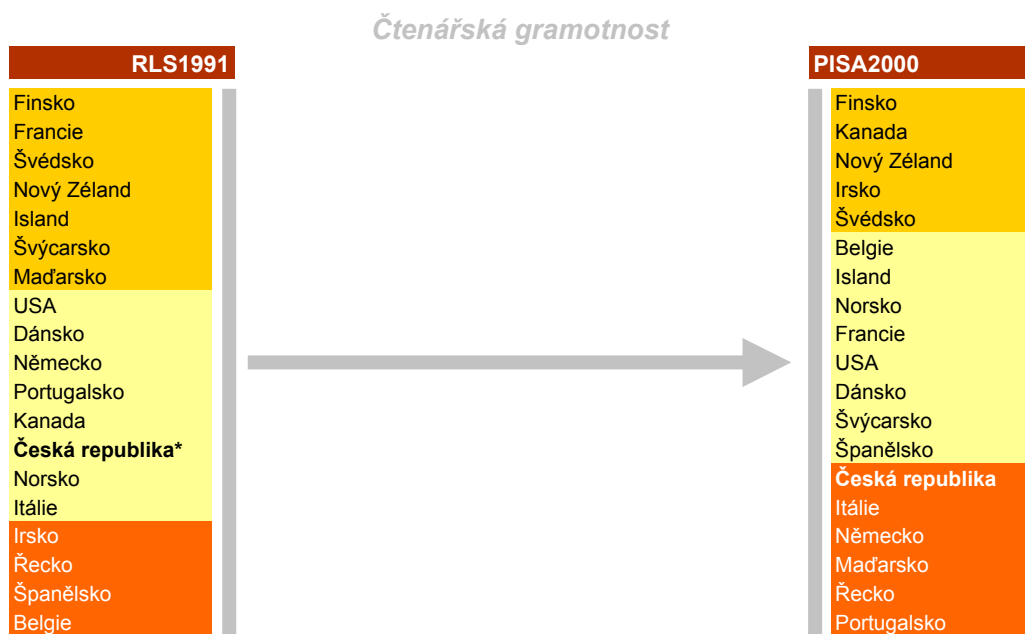 Čtenářská gramotnost
RLS1991
Finsko
Francie
Švédsko
Nový Zéland
Island
Švýcarsko
Maďarsko
USA
Dánsko
Německo
Portugalsko
Kanada
Česká republika*
Norsko
Itálie
Irsko
Řecko
Španělsko
Belgie
PISA2000
Finsko
Kanada
Nový Zéland
Irsko
Švédsko
Belgie
Island
Norsko
Francie
USA
Dánsko
Švýcarsko
Španělsko
Česká republika
Itálie
Německo
Maďarsko
Řecko
Portugalsko